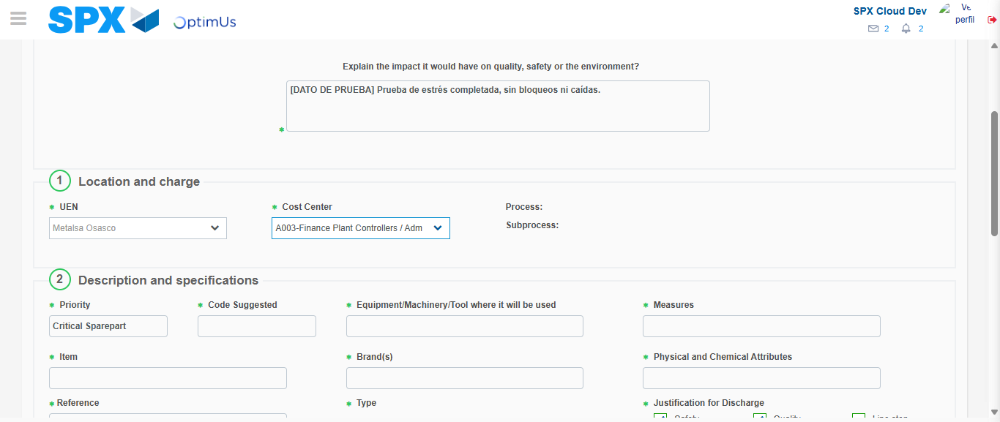 SPX OptimUs
SPX Cloud Dev
Ve
perfil
2 2
Explain the impact it would have on quality, safety or the environment?
[DATO DE PRUEBA] Prueba de estrés completada, sin bloqueos ni caídas.
*
1 Location and charge
* UEN * Cost Center Process:
Metalsa Osasco A003-Finance Plant Controllers / Adm Subprocess:
2 Description and specifications
* Priority * Code Suggested * Equipment/Machinery/Tool where it will be used * Measures
Critical Sparepart
* Item * Brand(s) * Physical and Chemical Attributes
* Reference * Type * Justification for Discharge
Safety Quality Line stop